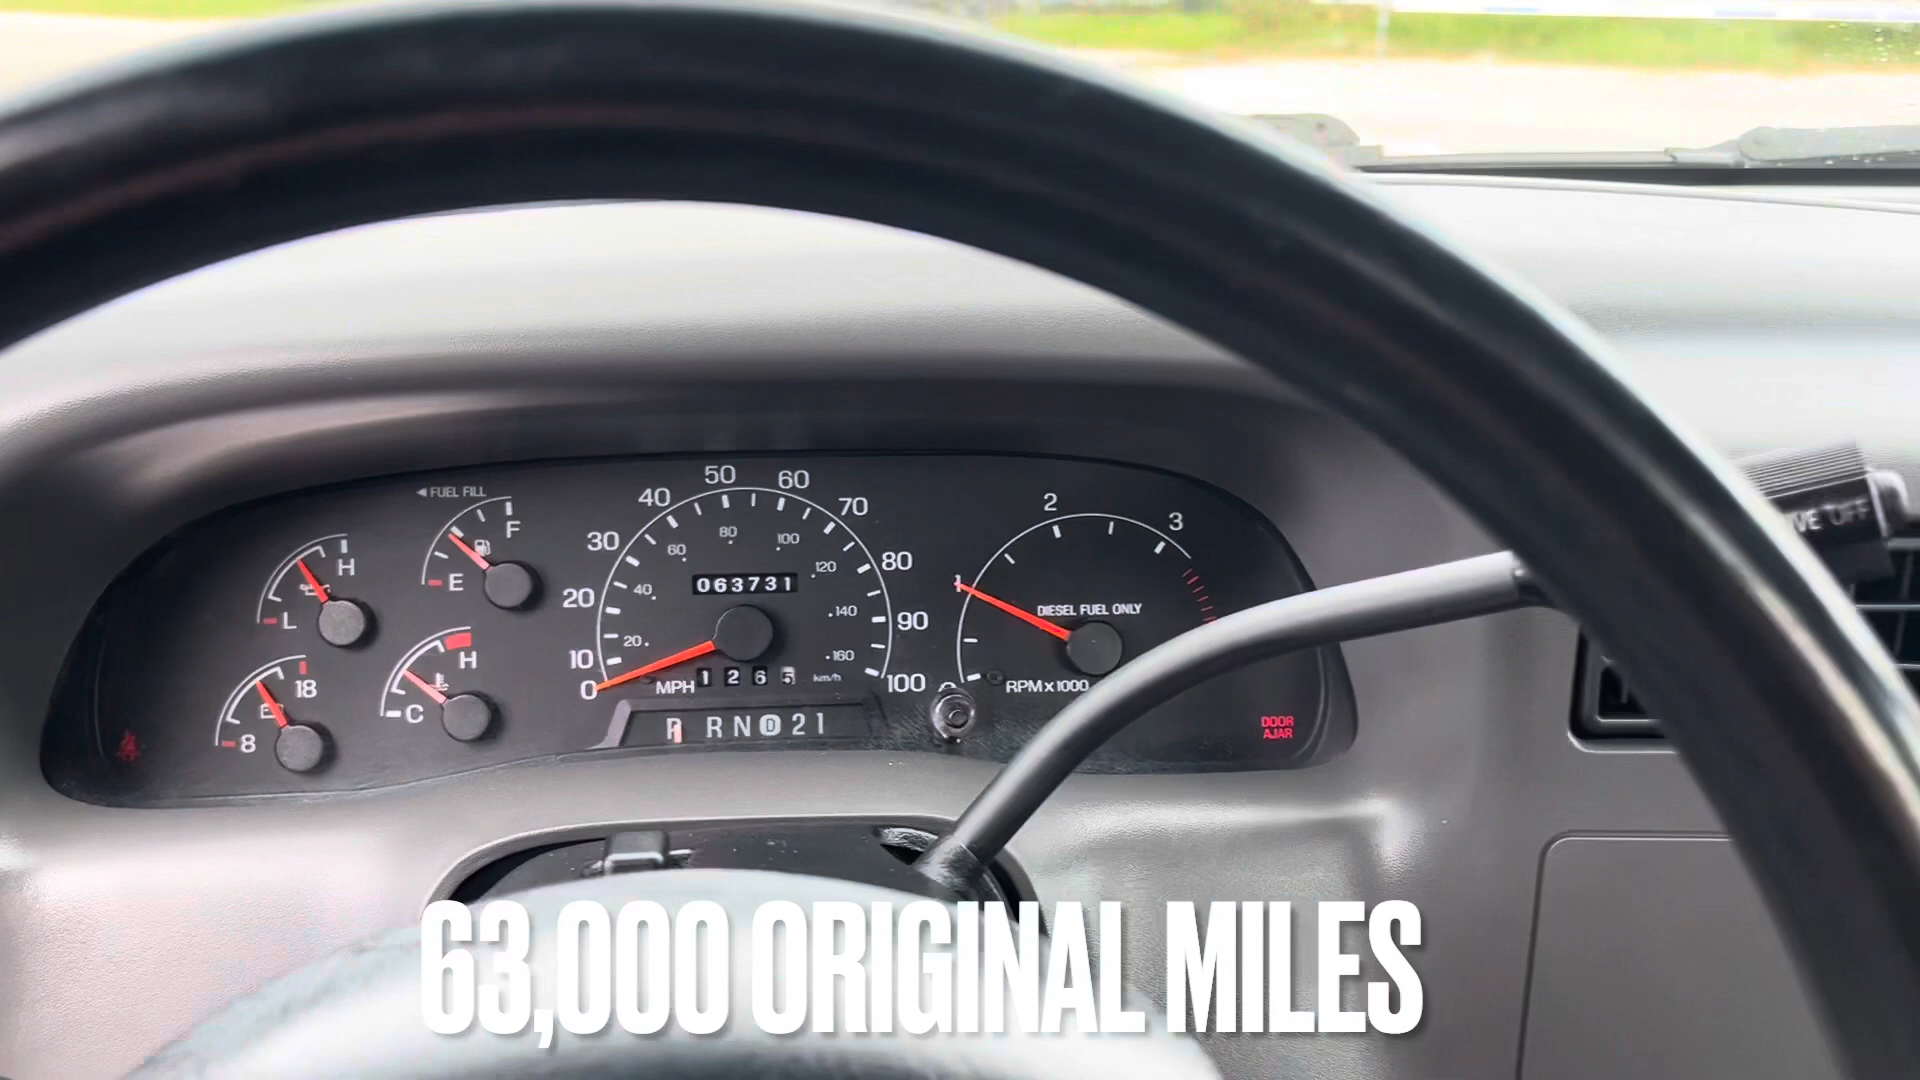 ◄ FUEL FILL
F
E
H
L
H
C
18
8
0
10
20
30
40
50
60
70
80
90
100
20
40
60
80
100
120
140
160
063731
MPH
1265
km/h
P R N D 2 1
1
2
3
DIESEL FUEL ONLY
RPM x 1000
DOOR
AJAR
OFF
63,000 ORIGINAL MILES